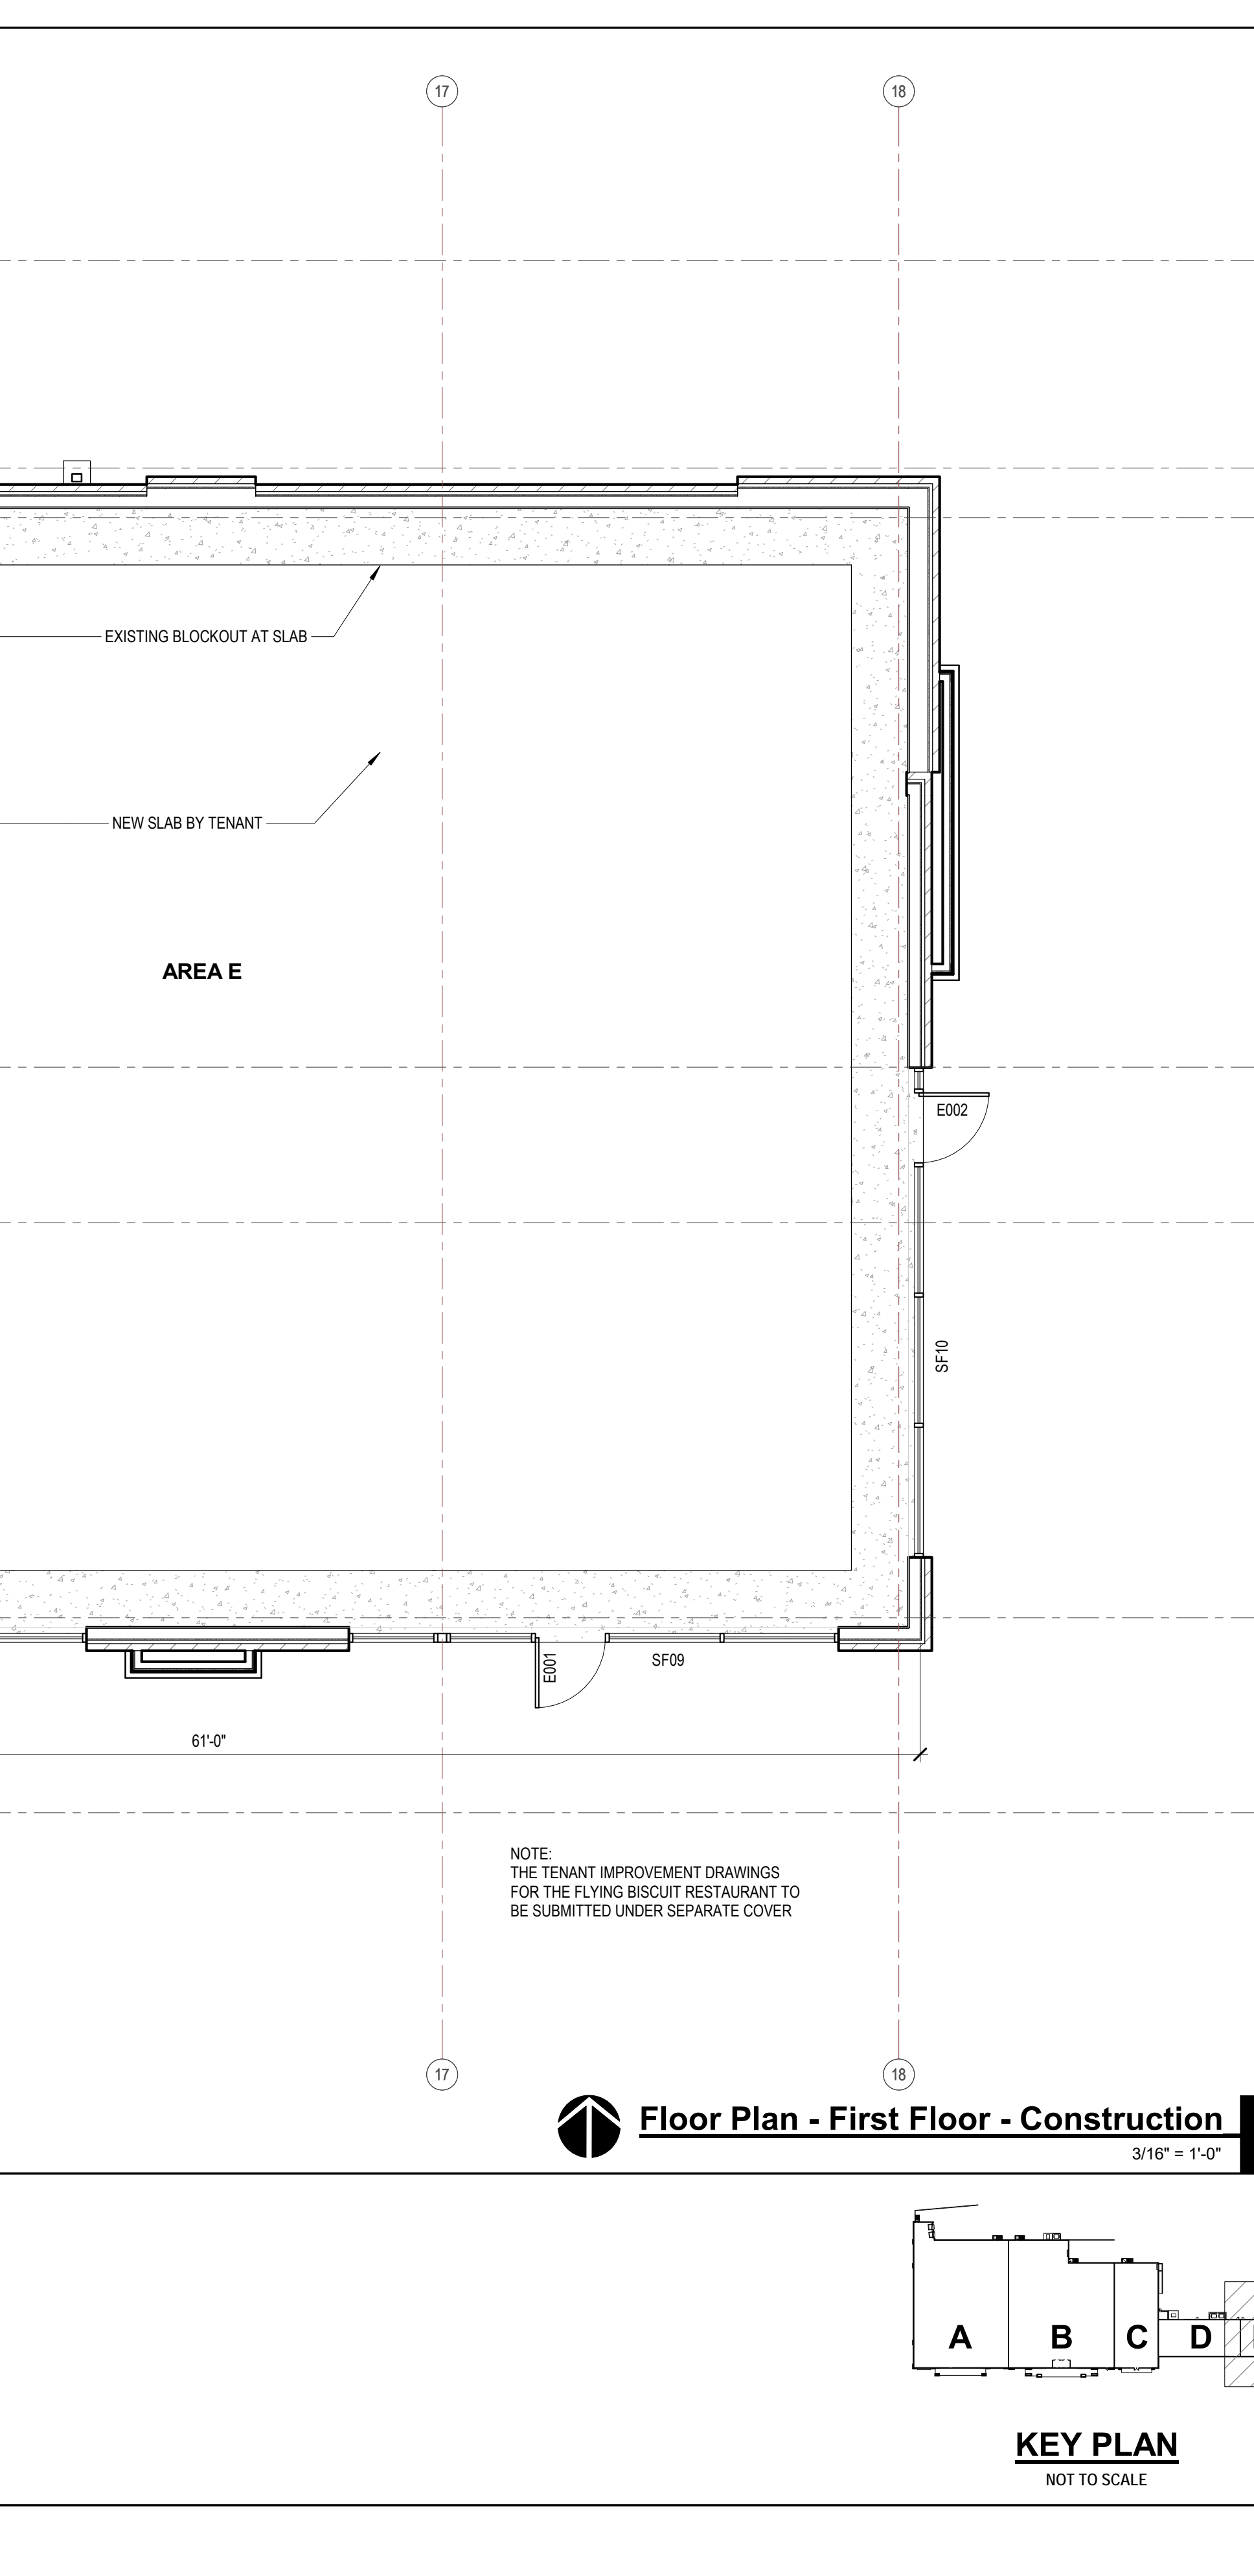 17
18
EXISTING BLOCKOUT AT SLAB
NEW SLAB BY TENANT
AREA E
E002
SF10
E001
SF09
61'-0"
NOTE:
THE TENANT IMPROVEMENT DRAWINGS
FOR THE FLYING BISCUIT RESTAURANT TO
BE SUBMITTED UNDER SEPARATE COVER
17
18
Floor Plan - First Floor - Construction
3/16" = 1'-0"
A
B
C
D
KEY PLAN
NOT TO SCALE